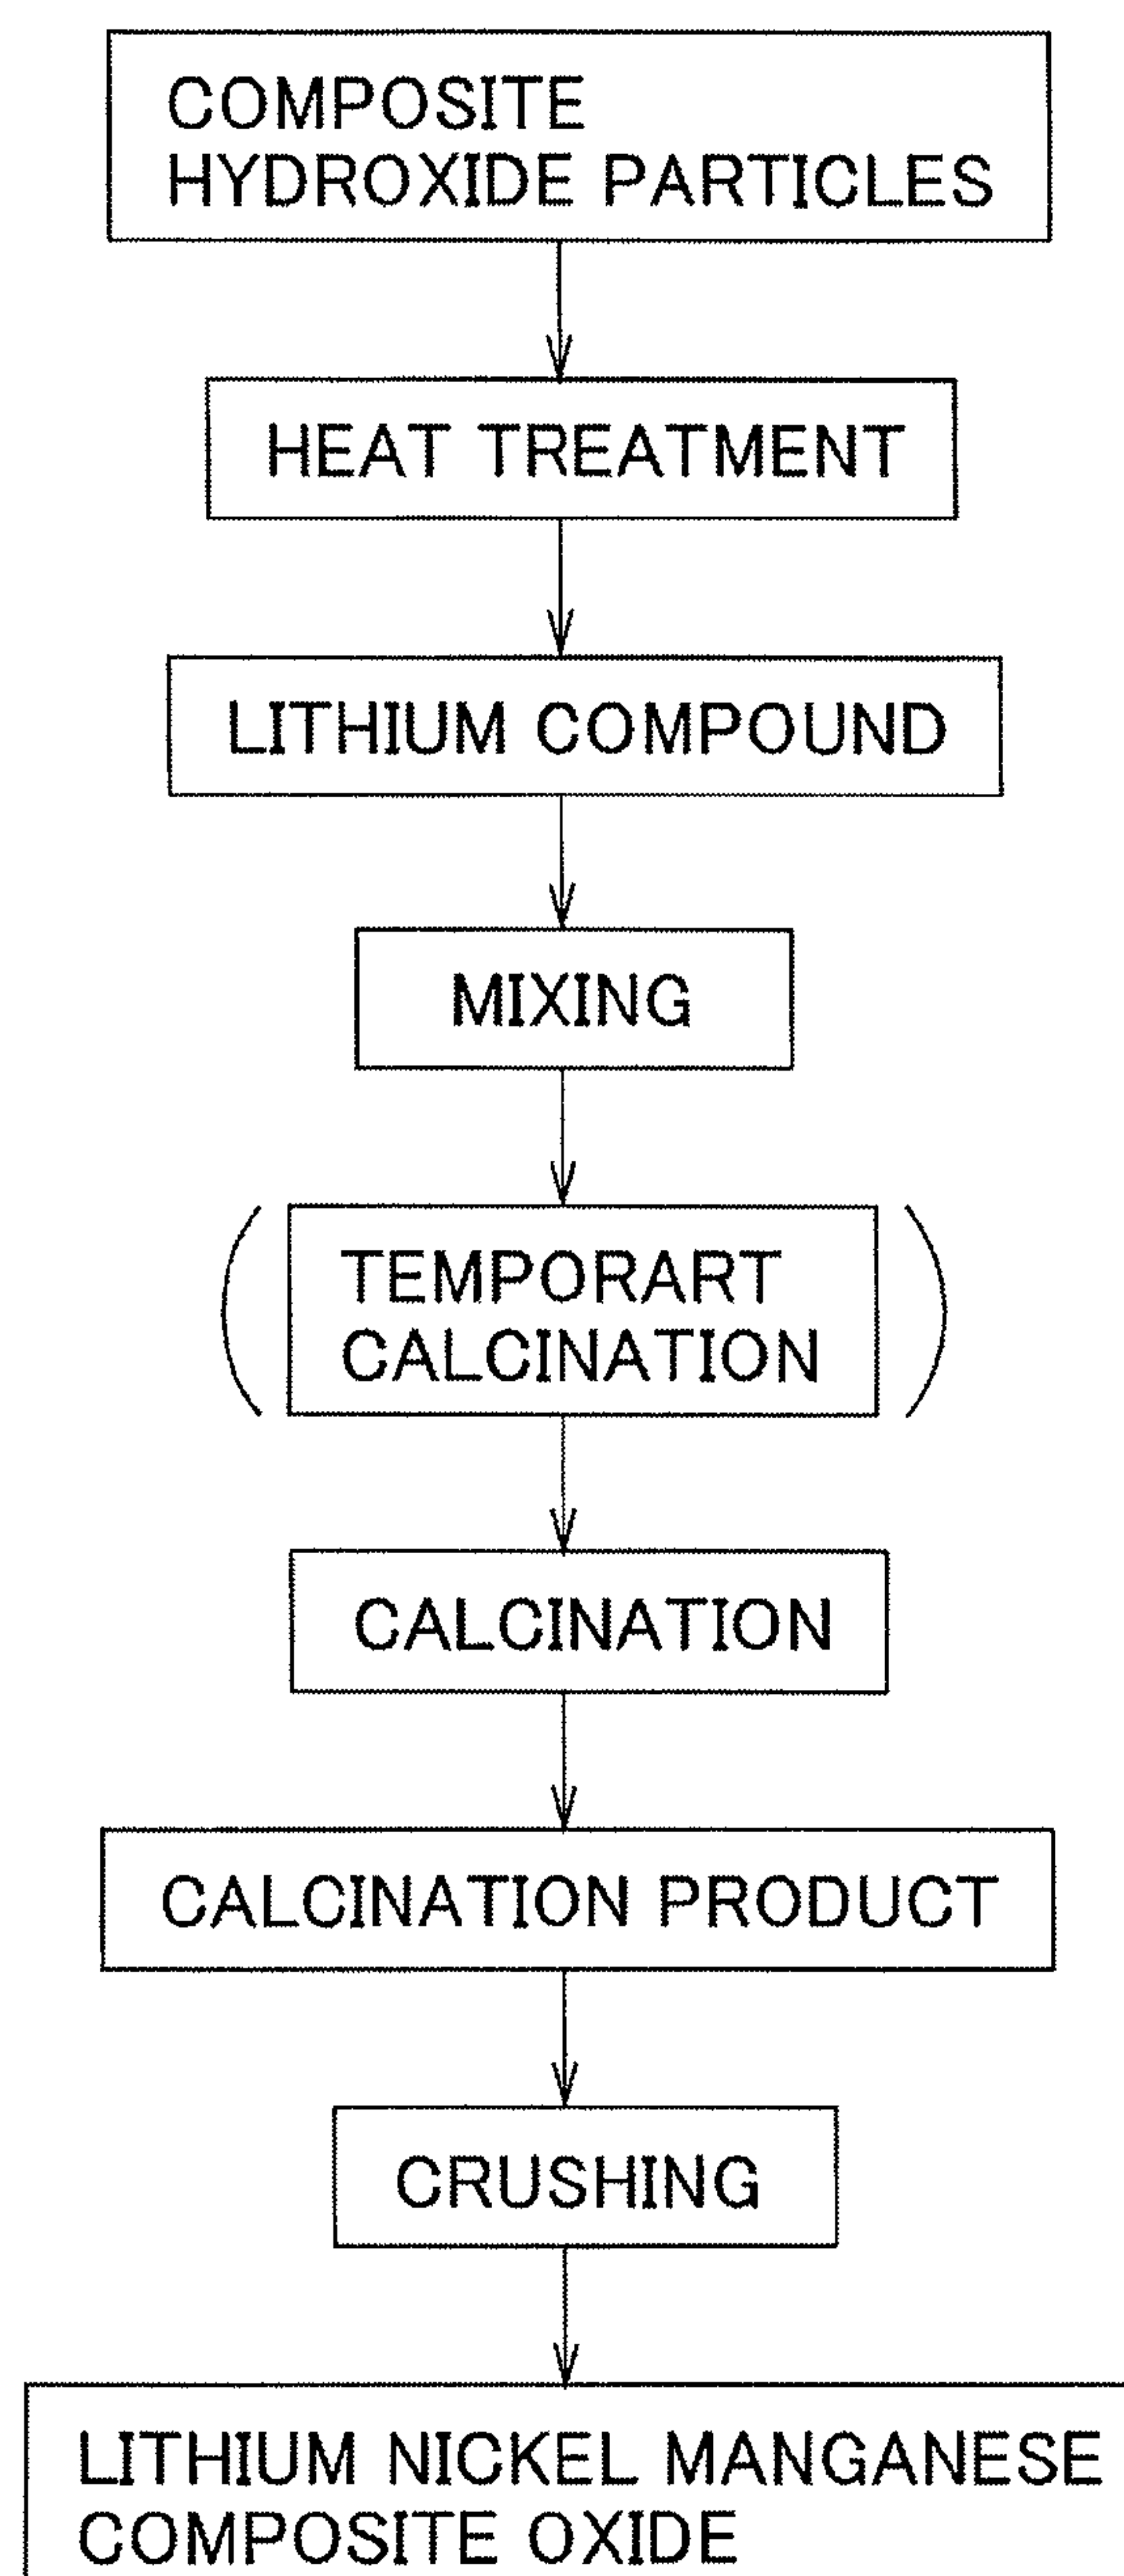 COMPOSITE
HYDROXIDE PARTICLES
HEAT TREATMENT
LITHIUM COMPOUND
MIXING
TEMPORART
CALCINATION
CALCINATION
CALCINATION PRODUCT
CRUSHING
LITHIUM NICKEL MANGANESE
COMPOSITE OXIDE